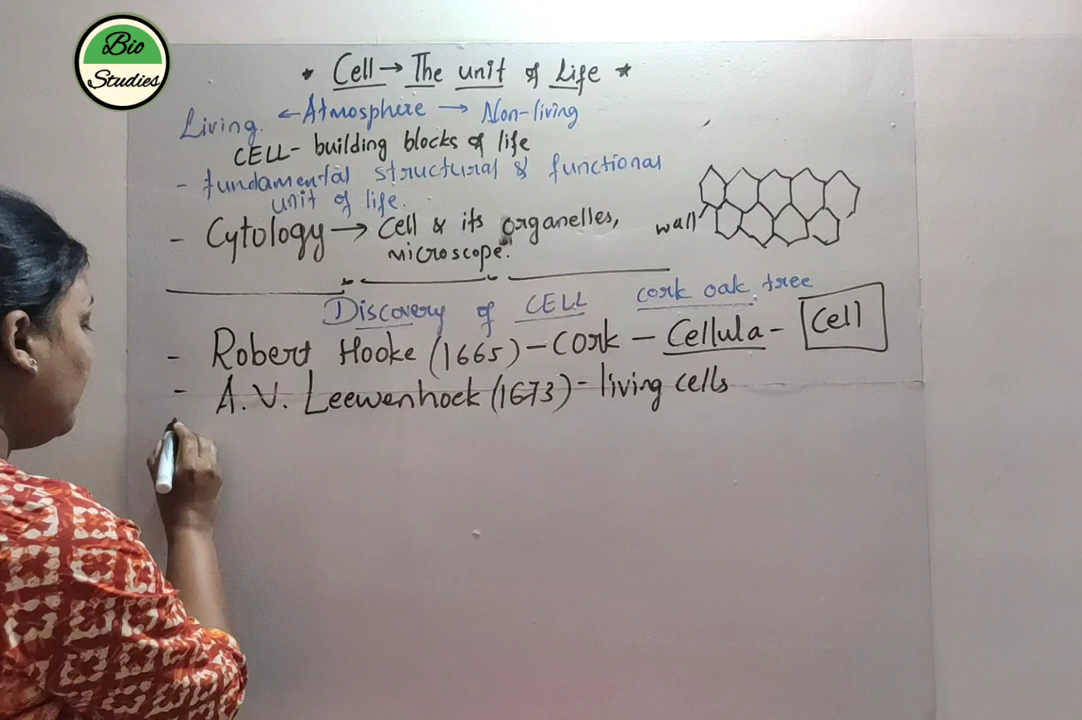 Bio
Studies
* Cell → The unit of Life *
Living. ← Atmosphere → Non-living
CELL - building blocks of life
- fundamental structural & functional
unit of life.
- Cytology → Cell & its organelles,
microscope.
wall
Discovery of CELL cork oak tree
- Robert Hooke (1665) - Cork - Cellula - Cell
- A.V. Leewenhoek (1673) - living cells
-